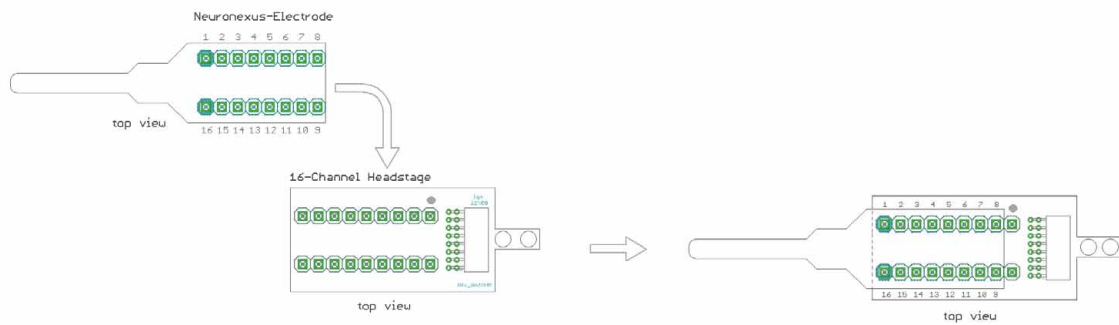 Neuronexus-Electrode
1 2 3 4 5 6 7 8
16 15 14 13 12 11 10 9
top view
16-Channel Headstage
top view
1 2 3 4 5 6 7 8
16 15 14 13 12 11 10 9
top view